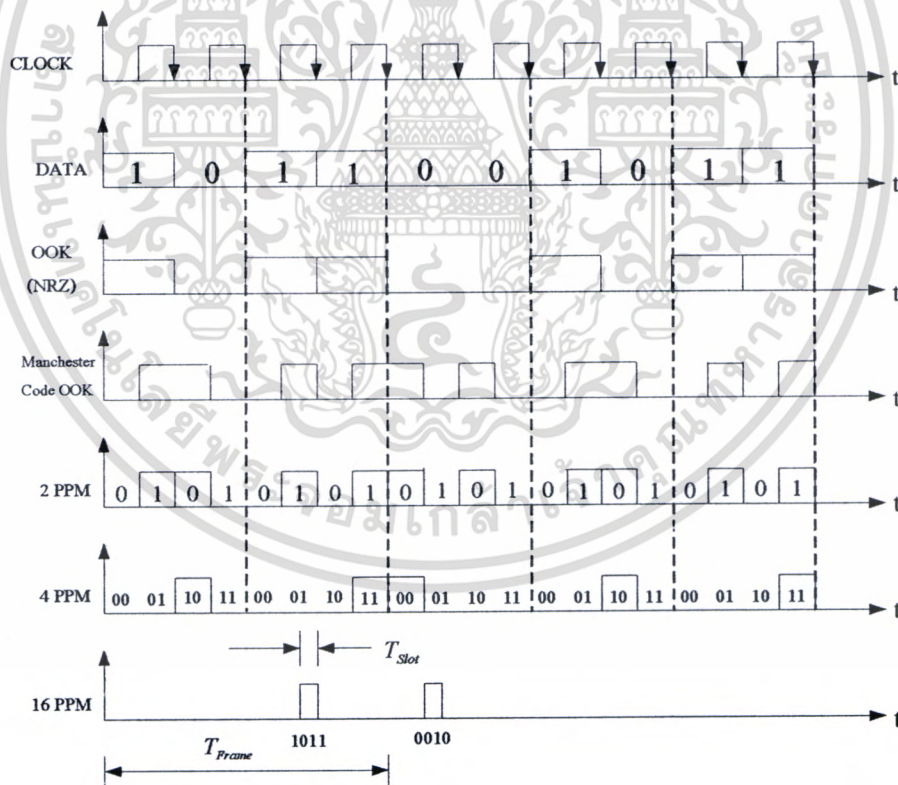 CLOCK
t
DATA
1 0 1 1 0 0 1 0 1 1
t
OOK
(NRZ)
t
Manchester
Code OOK
t
2 PPM
0 1 0 1 0 1 0 1 0 1 0 1 0 1 0 1 0 1 0 1
t
4 PPM
00 01 10 11 00 01 10 11 00 01 10 11 00 01 10 11 00 01 10 11
t
T_Slot
16 PPM
t
1011
0010
T_Frame